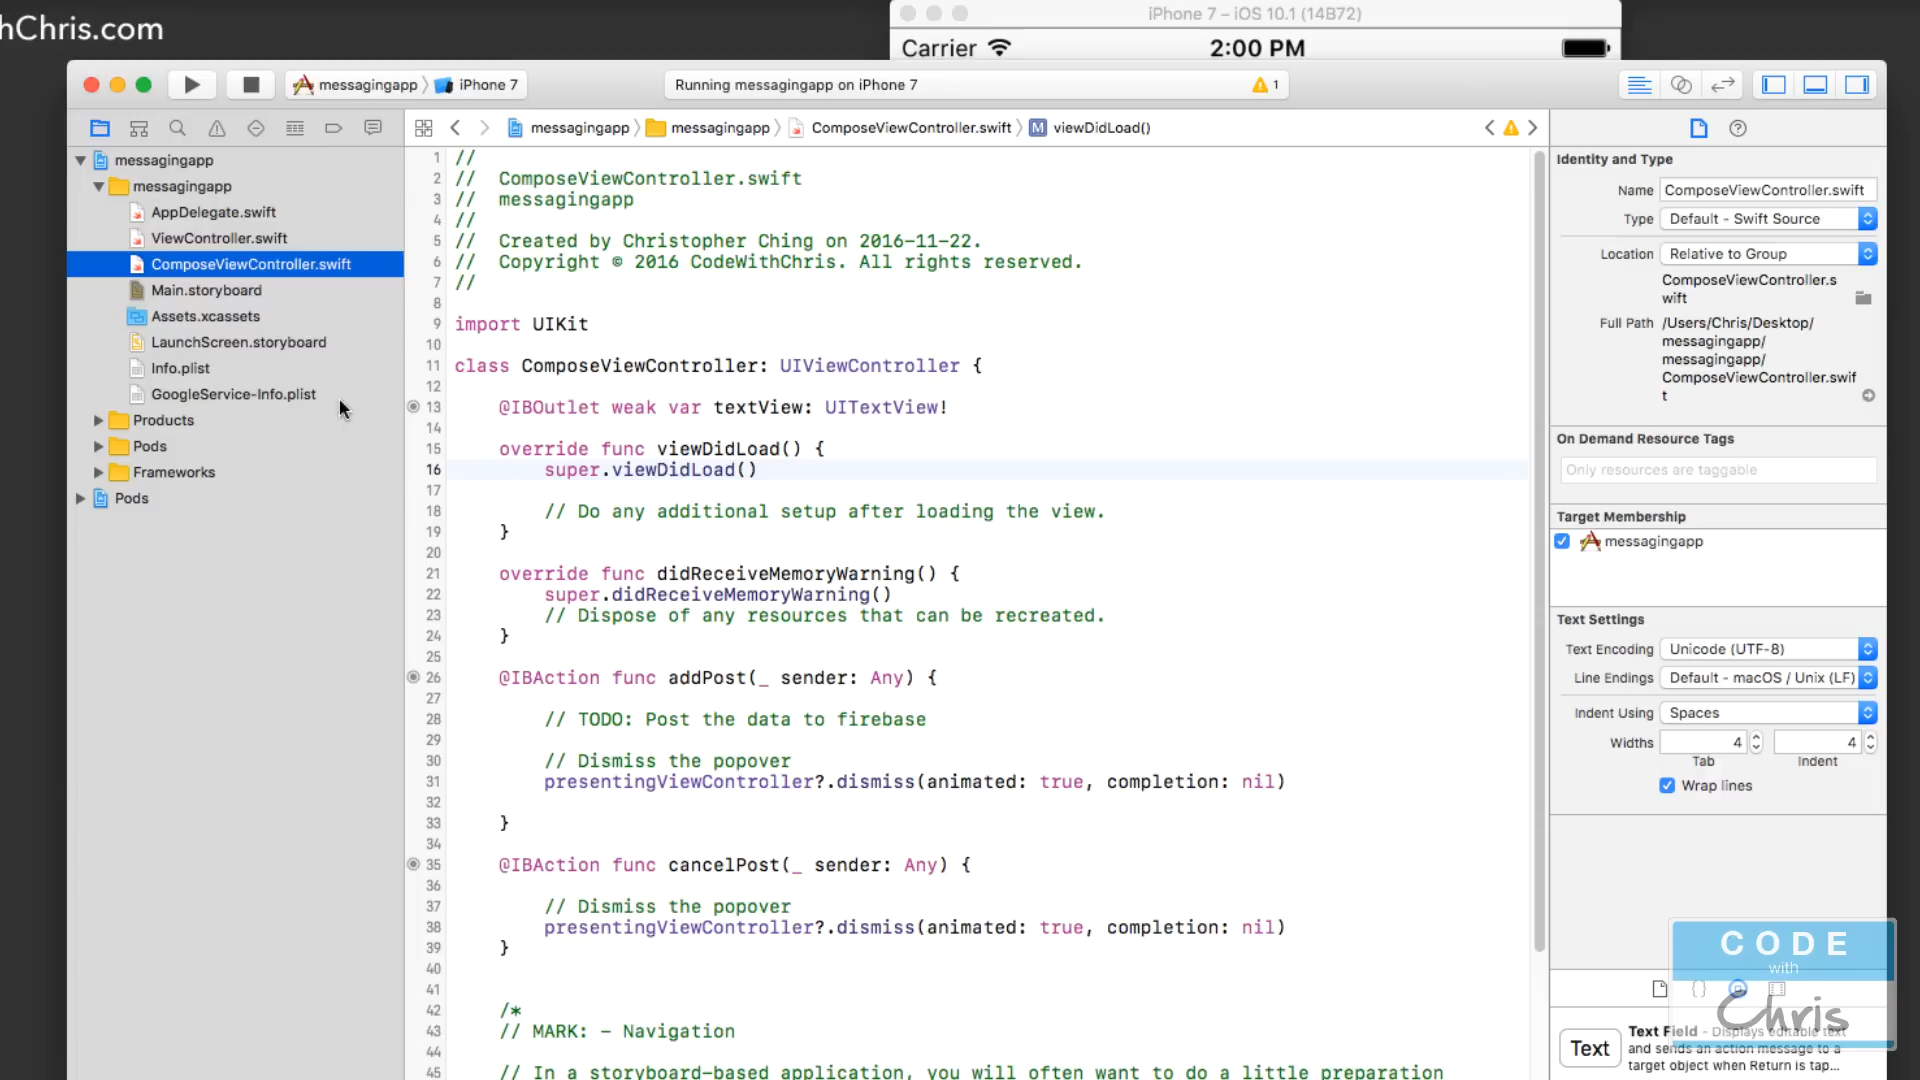 hChris.com
iPhone 7 – iOS 10.1 (14B72)
Carrier
2:00 PM
messagingapp
iPhone 7
Running messagingapp on iPhone 7
1
messagingapp
messagingapp
ComposeViewController.swift
M
viewDidLoad()
messagingapp
messagingapp
AppDelegate.swift
ViewController.swift
ComposeViewController.swift
Main.storyboard
Assets.xcassets
LaunchScreen.storyboard
Info.plist
GoogleService-Info.plist
Products
Pods
Frameworks
Pods
1 //
2 //  ComposeViewController.swift
3 //  messagingapp
4 //
5 //  Created by Christopher Ching on 2016-11-22.
6 //  Copyright © 2016 CodeWithChris. All rights reserved.
7 //
8
9 import UIKit
10
11 class ComposeViewController: UIViewController {
12
13     @IBOutlet weak var textView: UITextView!
14
15     override func viewDidLoad() {
16         super.viewDidLoad()
17
18         // Do any additional setup after loading the view.
19     }
20
21     override func didReceiveMemoryWarning() {
22         super.didReceiveMemoryWarning()
23         // Dispose of any resources that can be recreated.
24     }
25
26     @IBAction func addPost(_ sender: Any) {
27
28         // TODO: Post the data to firebase
29
30         // Dismiss the popover
31         presentingViewController?.dismiss(animated: true, completion: nil)
32
33     }
34
35     @IBAction func cancelPost(_ sender: Any) {
36
37         // Dismiss the popover
38         presentingViewController?.dismiss(animated: true, completion: nil)
39     }
40
41
42     /*
43     // MARK: - Navigation
44
45     // In a storyboard-based application, you will often want to do a little preparation
Identity and Type
Name ComposeViewController.swift
Type Default - Swift Source
Location Relative to Group
ComposeViewController.s
wift
Full Path /Users/Chris/Desktop/
messagingapp/
messagingapp/
ComposeViewController.swif
t
On Demand Resource Tags
Only resources are taggable
Target Membership
messagingapp
Text Settings
Text Encoding Unicode (UTF-8)
Line Endings Default - macOS / Unix (LF)
Indent Using Spaces
Widths 4 4
Tab Indent
Wrap lines
CODE
with
Chris
{}
Text
Text Field - Displays editable text
and sends an action message to a
target object when Return is tap...